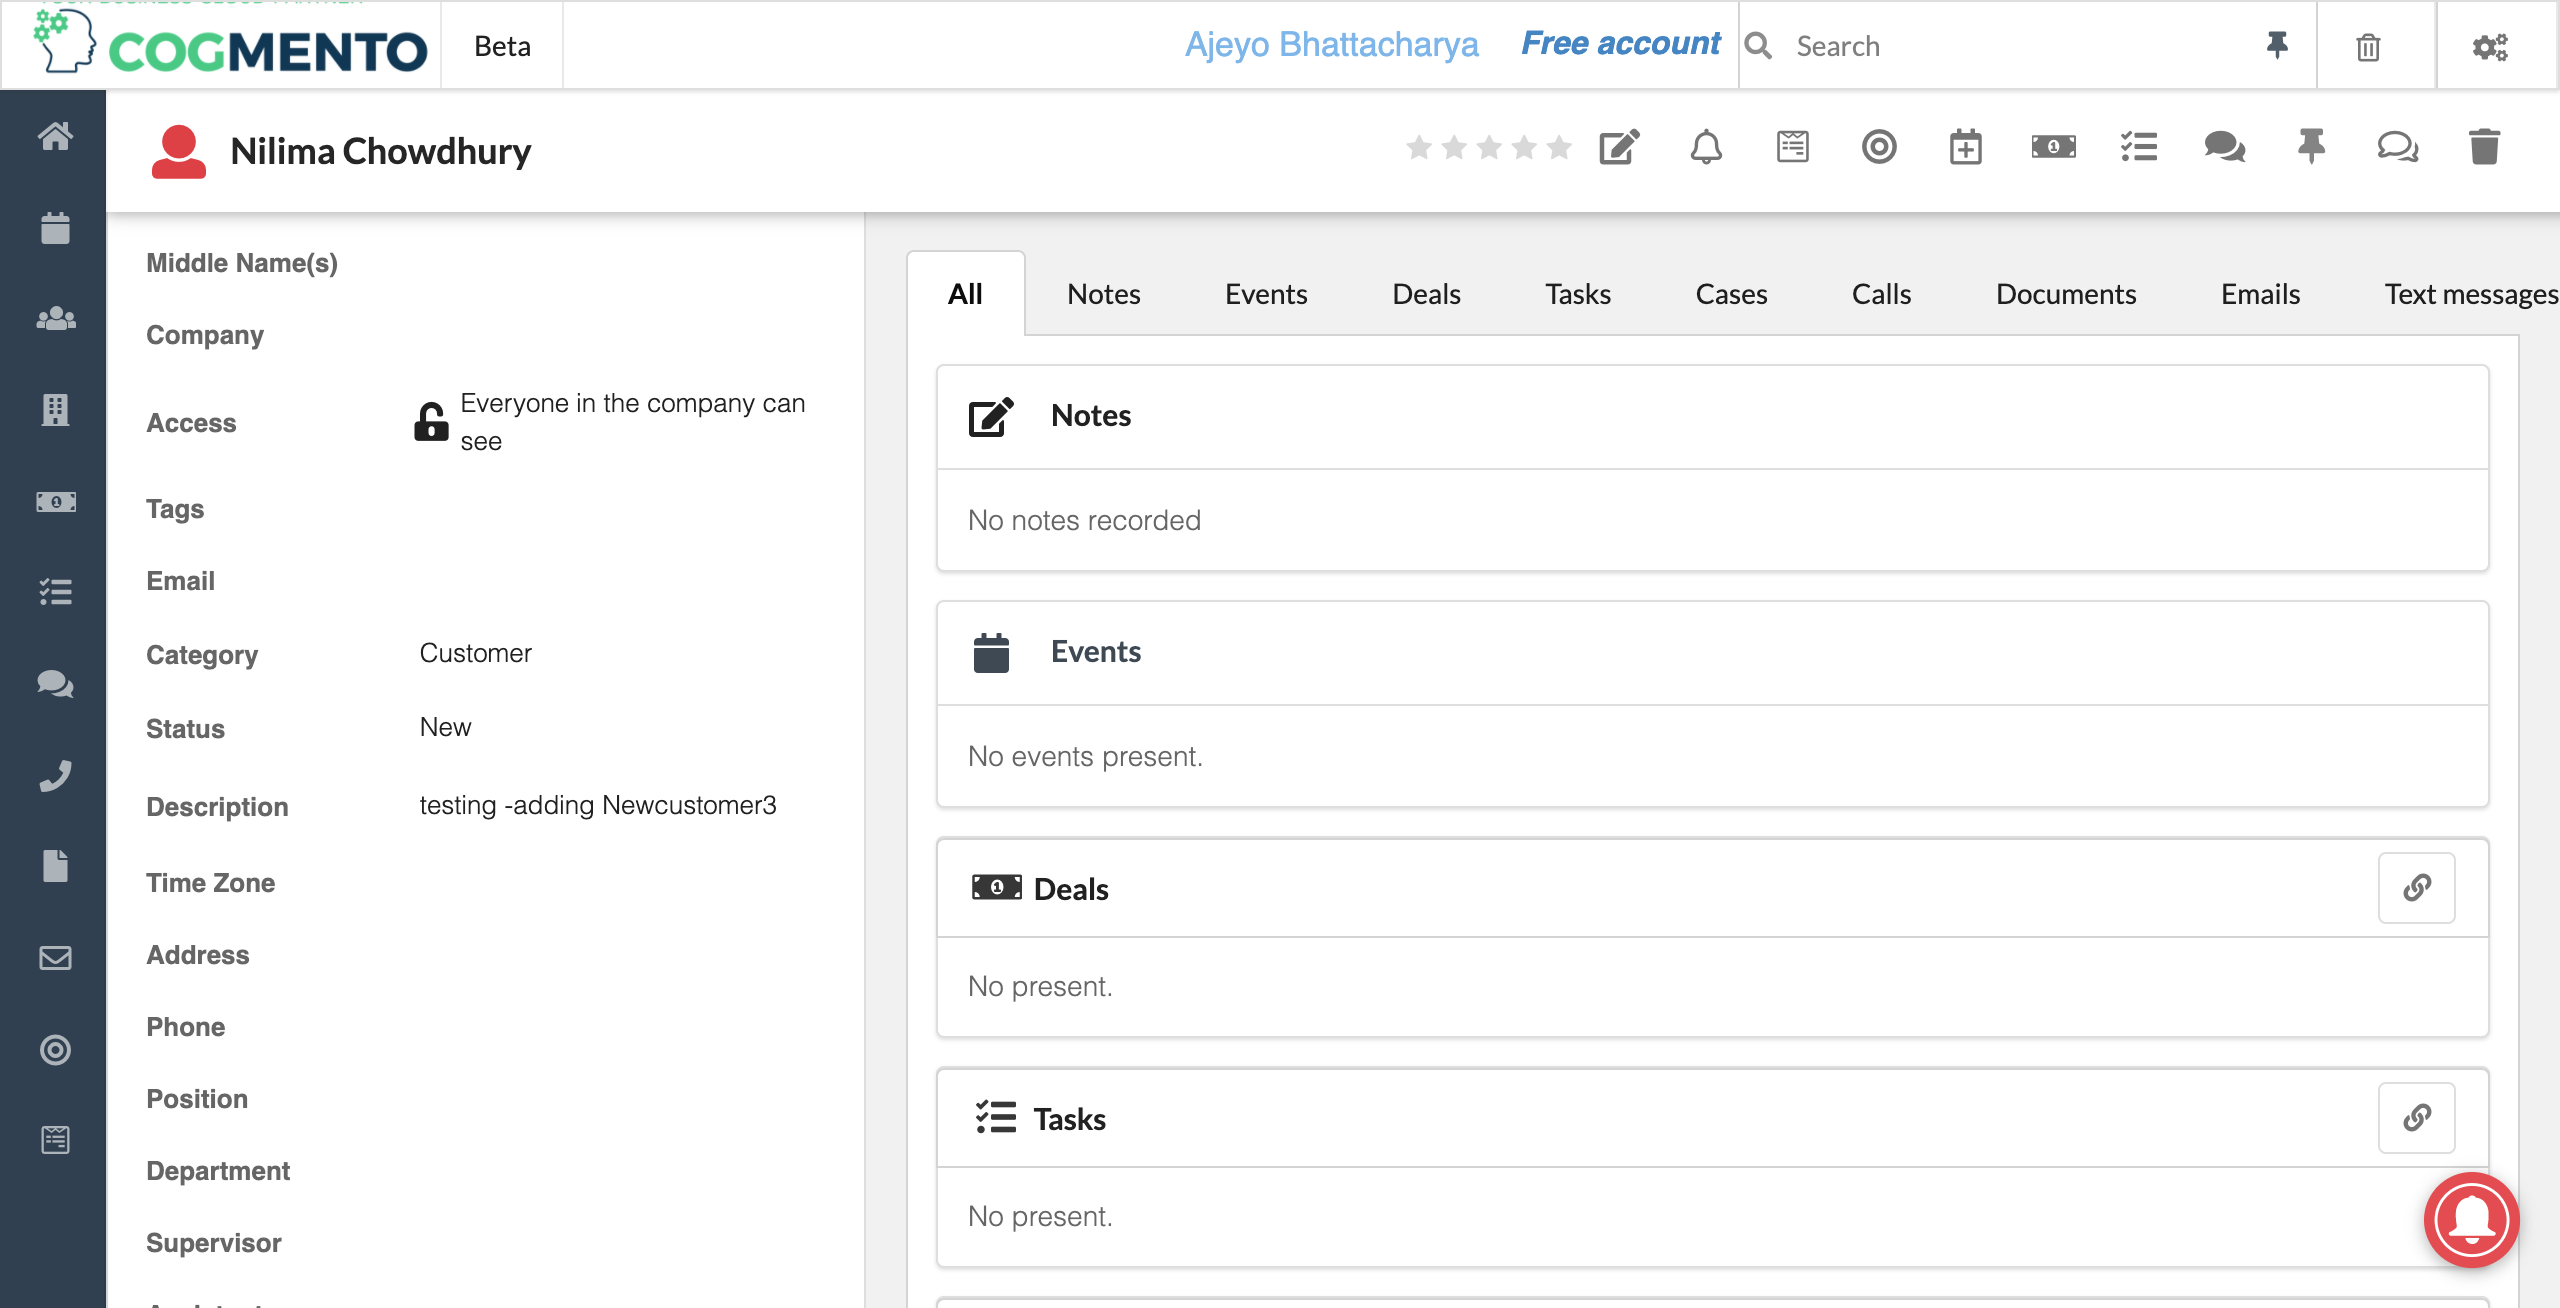 COGMENTO
Beta
Ajeyo Bhattacharya
Free account
Search
Nilima Chowdhury
Middle Name(s)
Company
Access
Everyone in the company can
see
Tags
Email
Category
Customer
Status
New
Description
testing -adding Newcustomer3
Time Zone
Address
Phone
Position
Department
Supervisor
All
Notes
Events
Deals
Tasks
Cases
Calls
Documents
Emails
Text messages
Notes
No notes recorded
Events
No events present.
Deals
No present.
Tasks
No present.